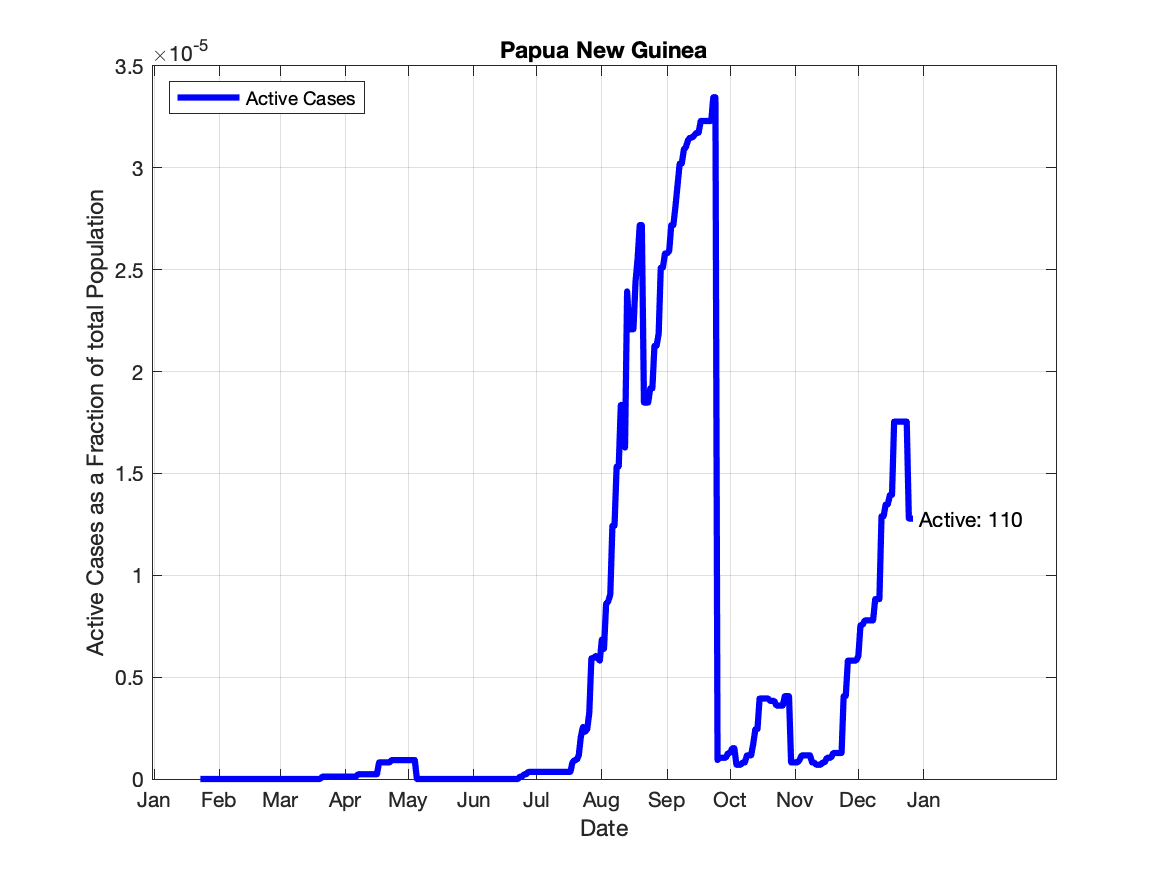 Papua New Guinea
×10-5
3.5
3
2.5
2
1.5
1
0.5
0
Active Cases as a Fraction of total Population
Active Cases
Active: 110
Jan Feb Mar Apr May Jun Jul Aug Sep Oct Nov Dec Jan
Date